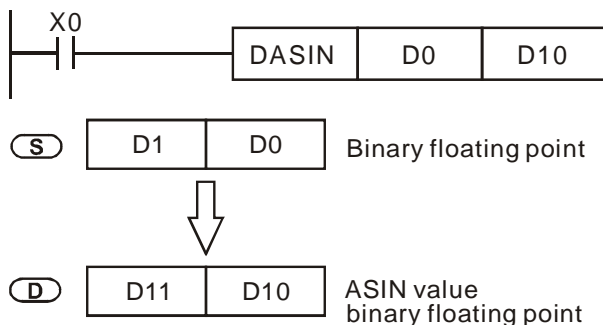 X0
DASIN D0 D10
S D1 D0 Binary floating point
D D11 D10 ASIN value
binary floating point